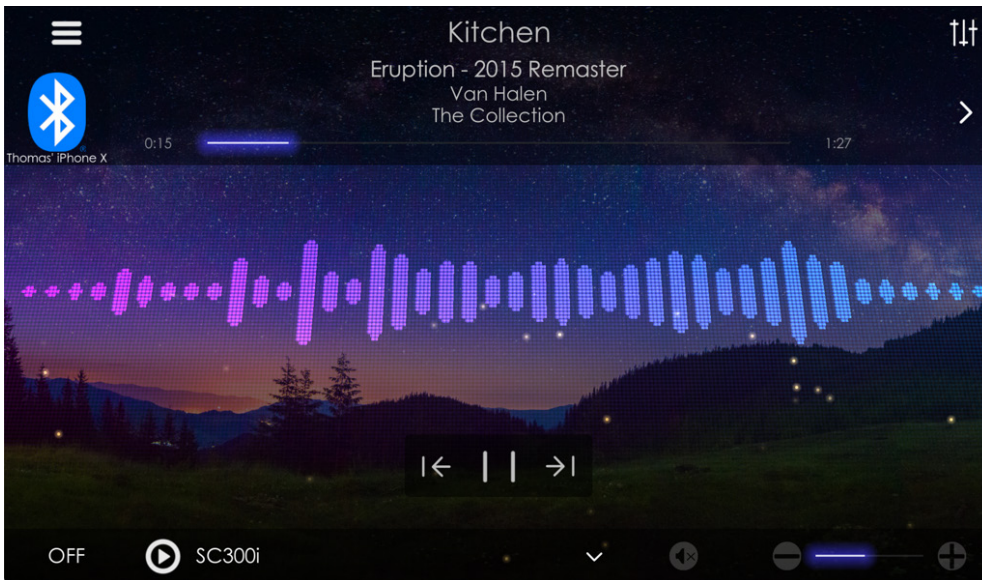 Kitchen
Eruption - 2015 Remaster
Van Halen
The Collection
0:15
1:27
Thomas' iPhone X
OFF
SC300i